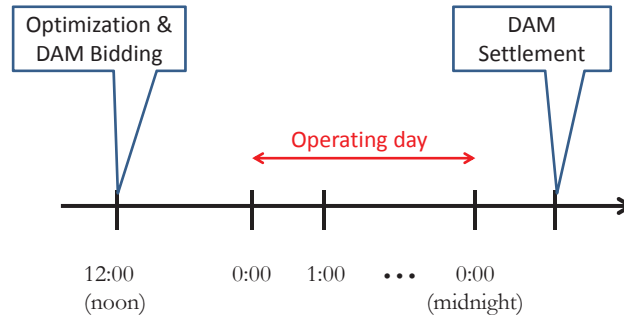 Optimization &
DAM Bidding
DAM
Settlement
Operating day
12:00
(noon)
0:00
1:00
•••
0:00
(midnight)